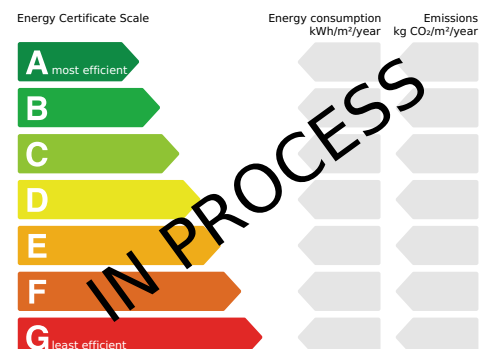 Energy Certificate Scale
Energy consumption
kWh/m²/year
Emissions
kg CO₂/m²/year
A most efficient
B
C
D
E
F
G least efficient
IN PROCESS